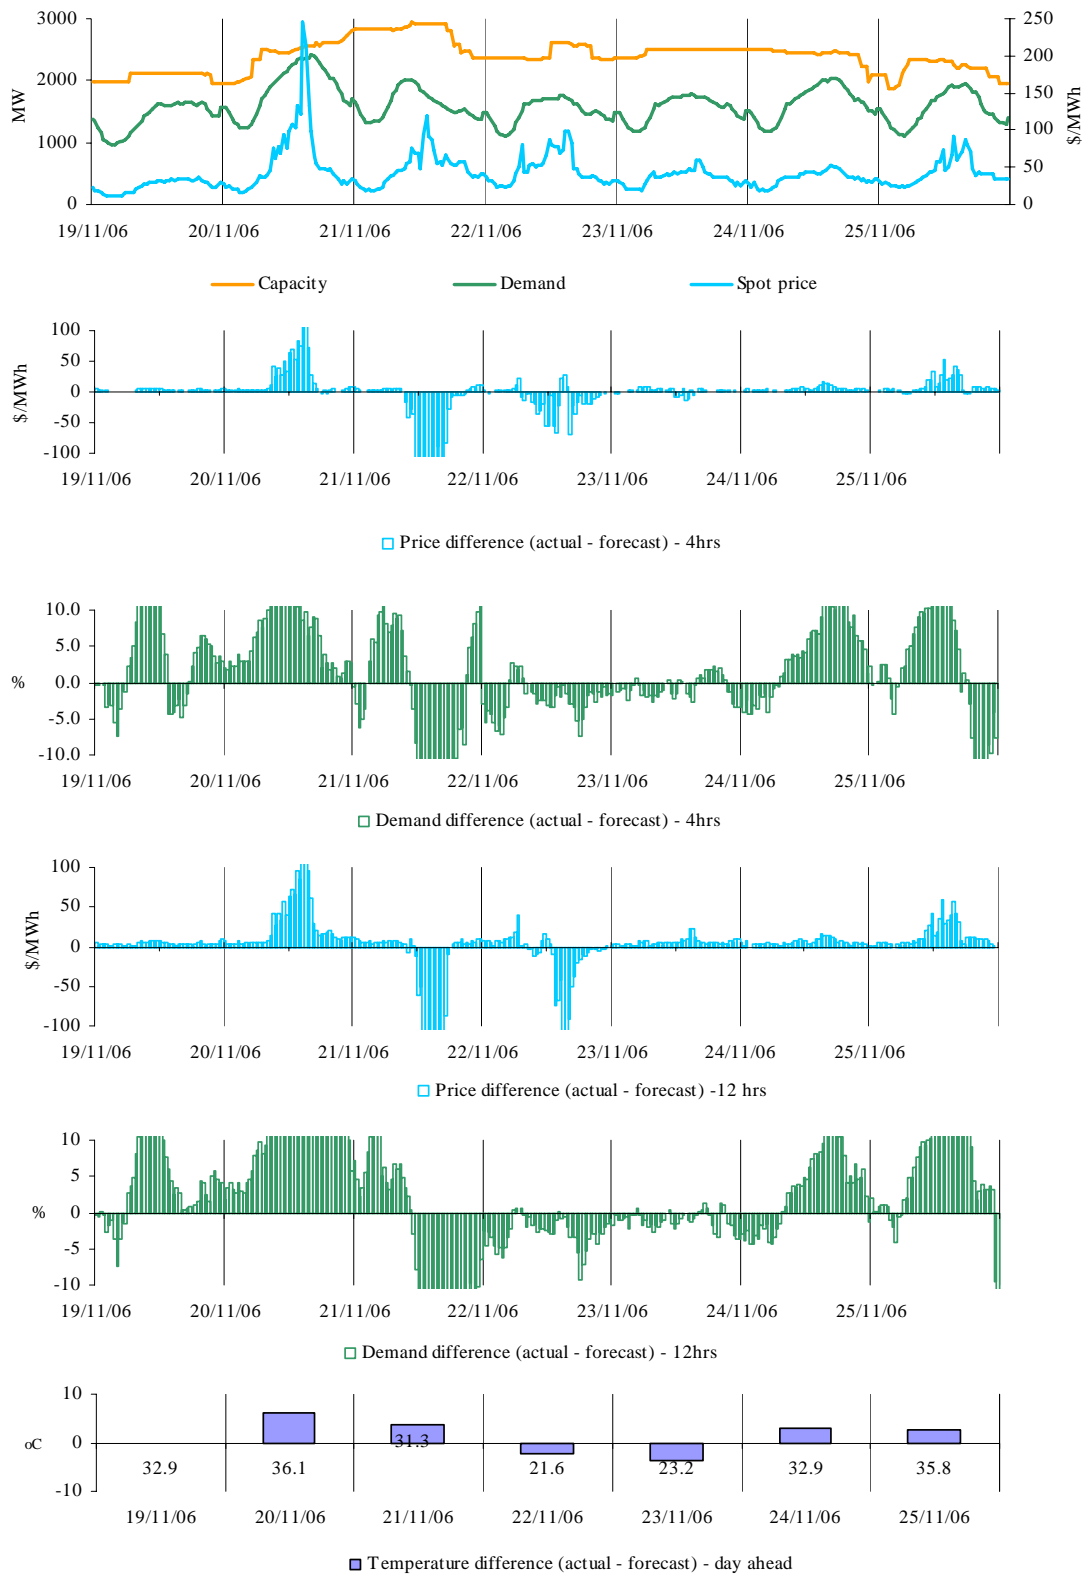 3000 250
2000 200
1000 150
0 100
50
0
MW
$/MWh
19/11/06 20/11/06 21/11/06 22/11/06 23/11/06 24/11/06 25/11/06
Capacity Demand Spot price
100
50
0
-50
-100
$/MWh
19/11/06 20/11/06 21/11/06 22/11/06 23/11/06 24/11/06 25/11/06
Price difference (actual - forecast) - 4hrs
10.0
5.0
0.0
-5.0
-10.0
%
19/11/06 20/11/06 21/11/06 22/11/06 23/11/06 24/11/06 25/11/06
Demand difference (actual - forecast) - 4hrs
100
50
0
-50
-100
$/MWh
19/11/06 20/11/06 21/11/06 22/11/06 23/11/06 24/11/06 25/11/06
Price difference (actual - forecast) -12 hrs
10
5
0
-5
-10
%
19/11/06 20/11/06 21/11/06 22/11/06 23/11/06 24/11/06 25/11/06
Demand difference (actual - forecast) - 12hrs
10
0
-10
oC
32.9 36.1 31.3 21.6 23.2 32.9 35.8
19/11/06 20/11/06 21/11/06 22/11/06 23/11/06 24/11/06 25/11/06
Temperature difference (actual - forecast) - day ahead